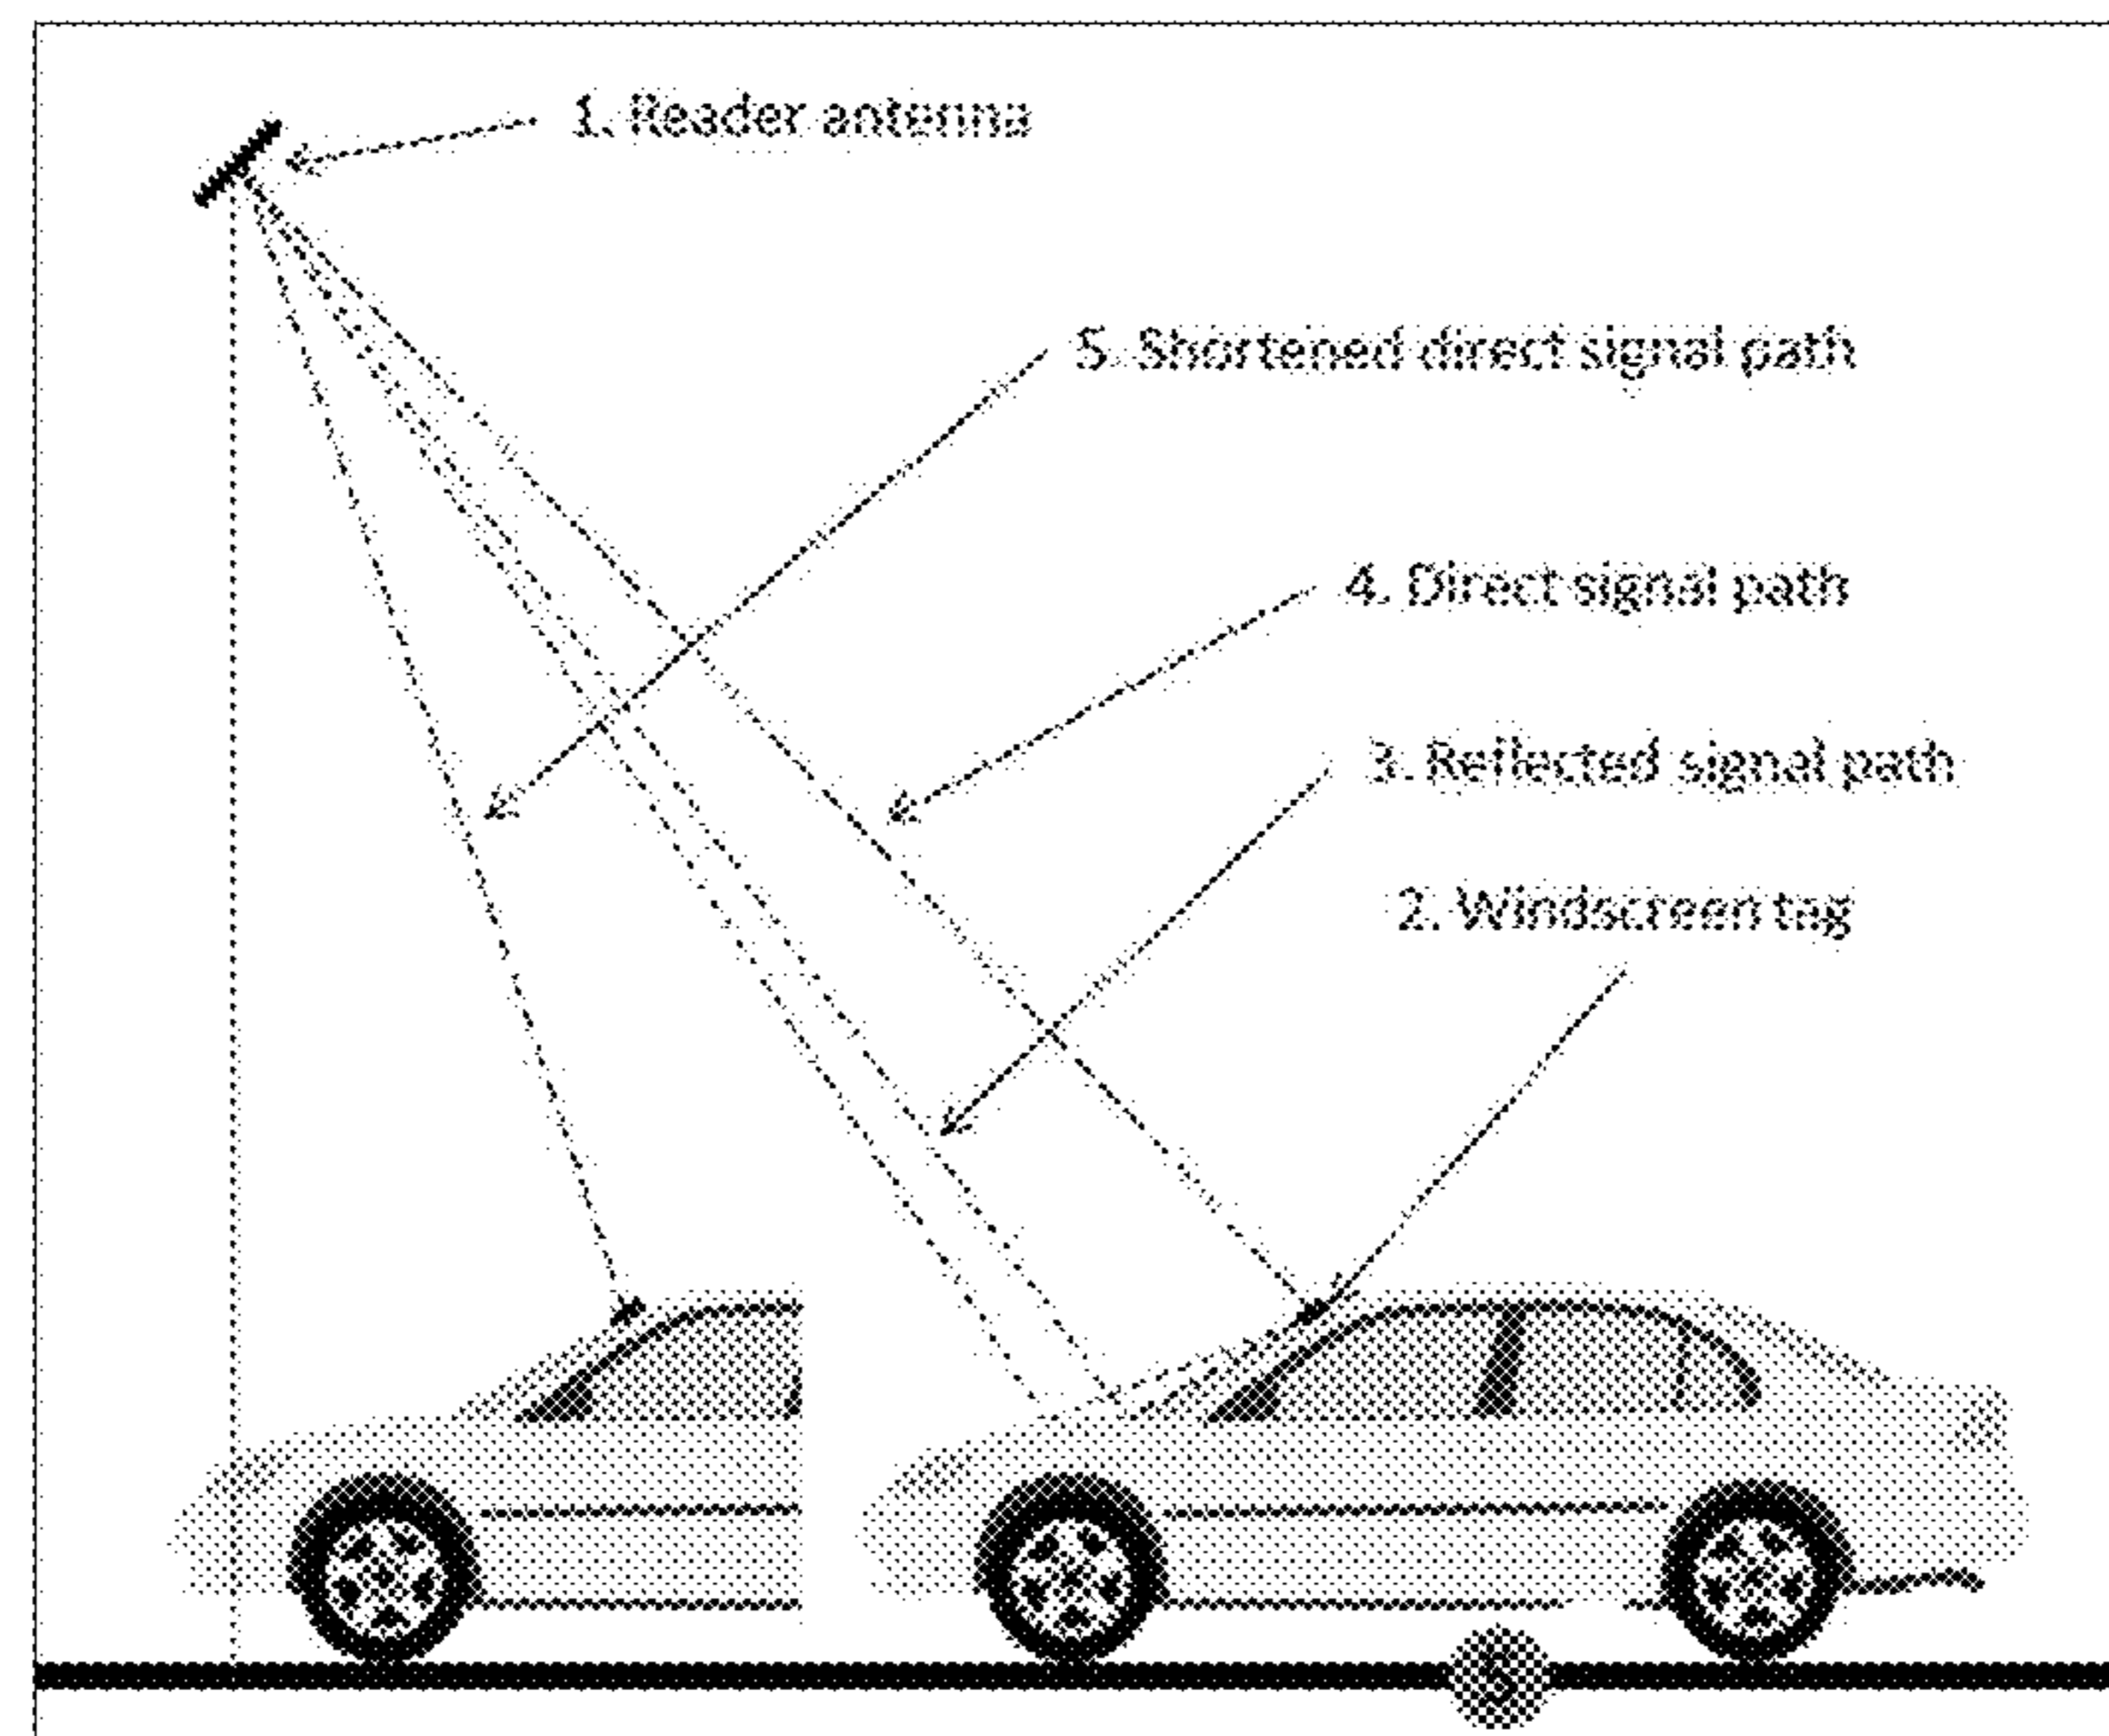 1. Reader antenna
5. Shortened direct signal path
4. Direct signal path
3. Reflected signal path
2. Windscreen tag
5